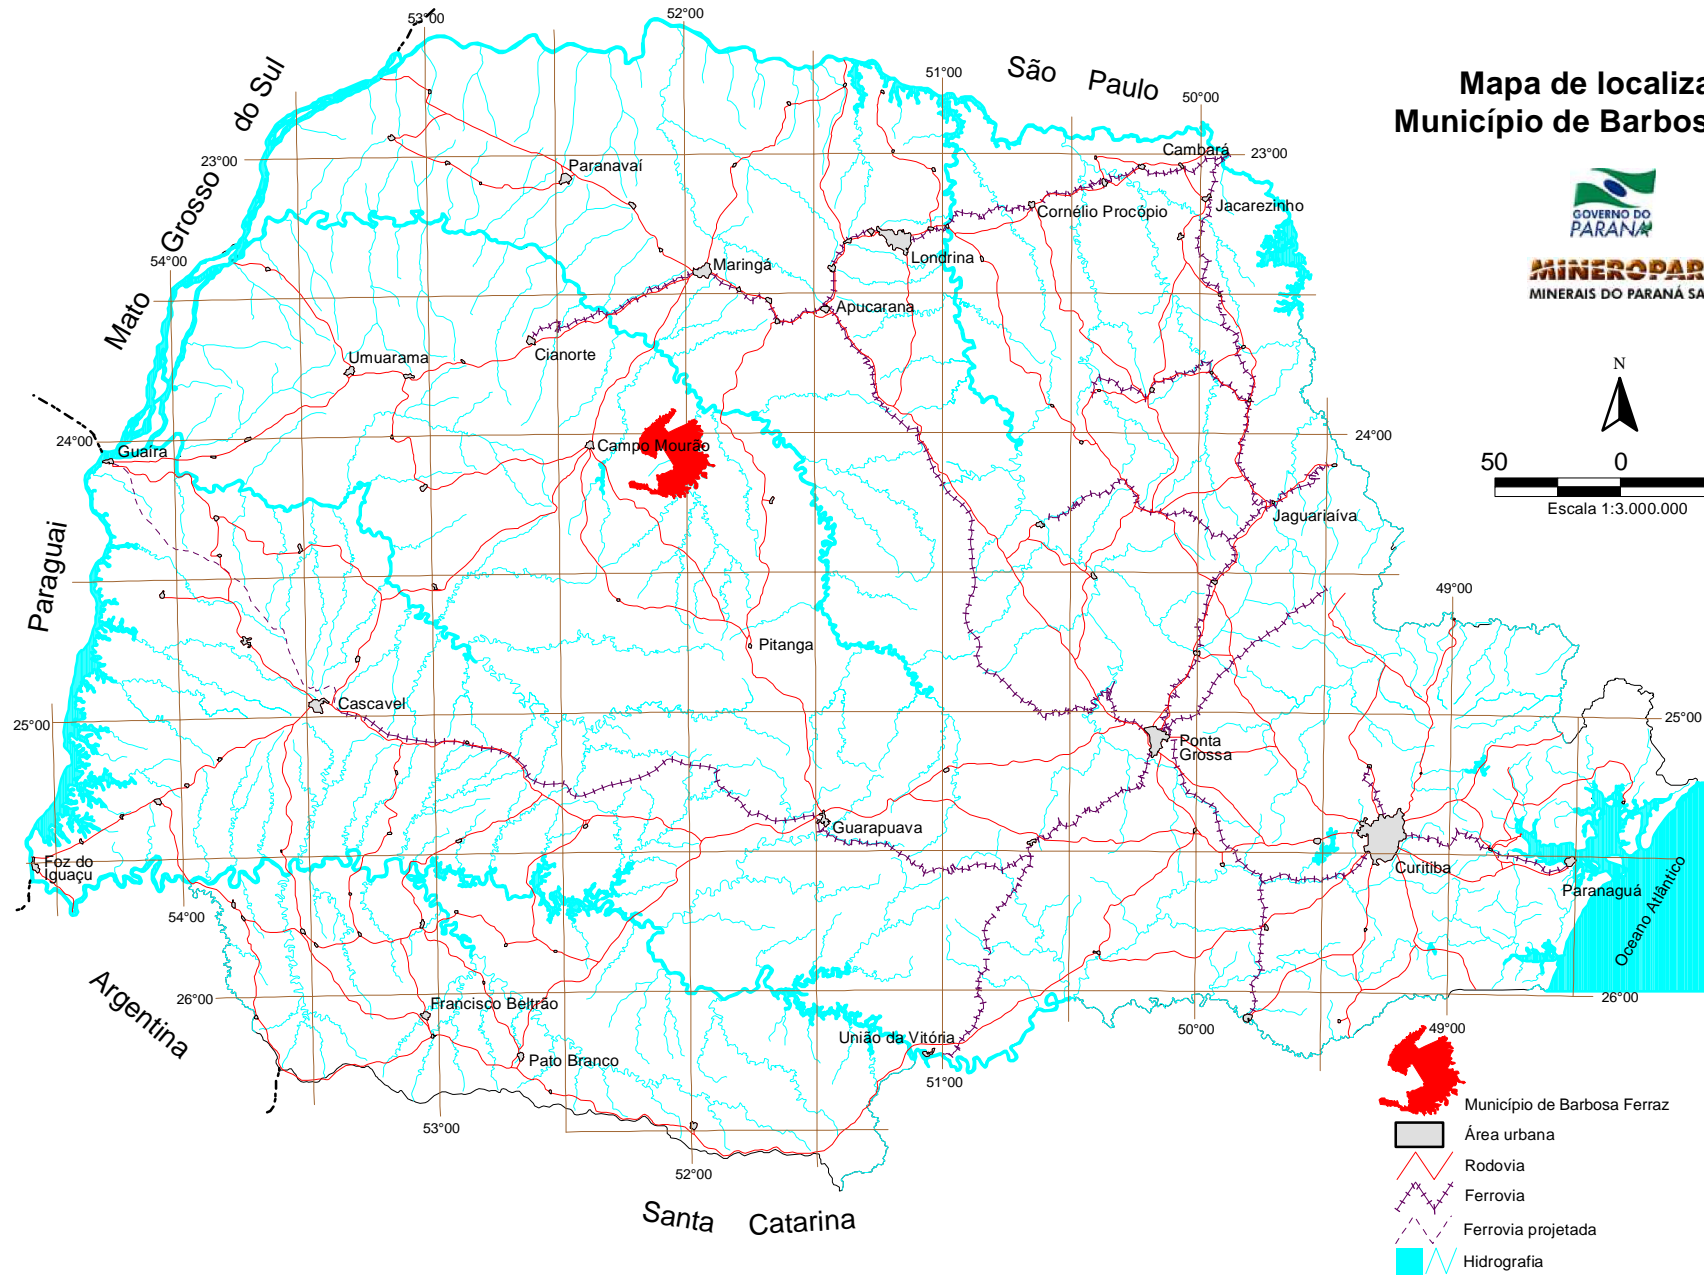 53°00
52°00
51°00
50°00
São Paulo
Mapa de localiza
Município de Barbos
do Sul
Grosso
Mato
23°00
23°00
54°00
Paranavaí
Cambará
Cornélio Procópio
Jacarezinho
GOVERNO DO
PARANÁ
Maringá
Londrina
MINEROPAR
MINERAIS DO PARANÁ SA
Apucarana
Cianorte
Umuarama
N
24°00
Guaíra
Campo Mourão
24°00
50 0
Escala 1:3.000.000
Jaguariaíva
Paraguai
49°00
Pitanga
Cascavel
25°00
25°00
Ponta
Grossa
Guarapuava
Foz do
Iguaçu
Curitiba
Paranaguá
Oceano Atlântico
54°00
Argentina
26°00
Francisco Beltrão
26°00
União da Vitória
50°00
49°00
Pato Branco
51°00
53°00
52°00
Santa Catarina
Município de Barbosa Ferraz
Área urbana
Rodovia
Ferrovia
Ferrovia projetada
Hidrografia